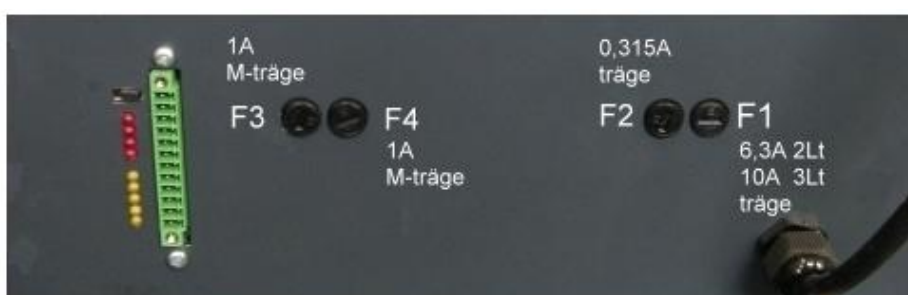 1A
M-träge
F3
F4
1A
M-träge
0,315A
träge
F2
F1
6,3A 2Lt
10A 3Lt
träge